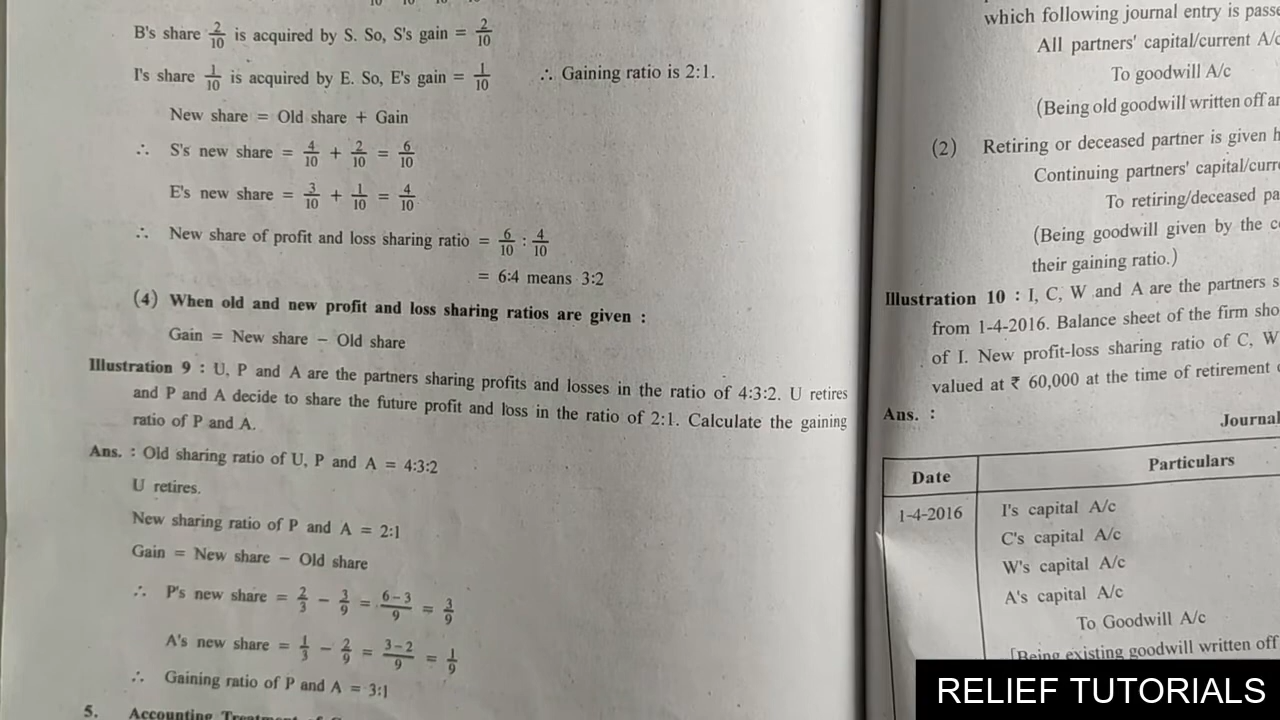 B's share 2/10 is acquired by S. So, S's gain = 2/10
I's share 1/10 is acquired by E. So, E's gain = 1/10 ∴ Gaining ratio is 2:1.
New share = Old share + Gain
∴ S's new share = 4/10 + 2/10 = 6/10
E's new share = 3/10 + 1/10 = 4/10
∴ New share of profit and loss sharing ratio = 6/10 : 4/10
= 6:4 means 3:2
(4) When old and new profit and loss sharing ratios are given :
Gain = New share − Old share
Illustration 9 : U, P and A are the partners sharing profits and losses in the ratio of 4:3:2. U retires
and P and A decide to share the future profit and loss in the ratio of 2:1. Calculate the gaining
ratio of P and A.
Ans. : Old sharing ratio of U, P and A = 4:3:2
U retires.
New sharing ratio of P and A = 2:1
Gain = New share − Old share
∴ P's new share = 2/3 − 3/9 = 6−3/9 = 3/9
A's new share = 1/3 − 2/9 = 3−2/9 = 1/9
∴ Gaining ratio of P and A = 3:1
5. Accounting
which following journal entry is
All partners' capital/current A/c
To goodwill A/c
(Being old goodwill written off
(2) Retiring or deceased partner is given
Continuing partners' capital
To retiring/deceased
(Being goodwill given by the
their gaining ratio.)
Illustration 10 : I, C, W and A are the partners
from 1-4-2016. Balance sheet of the firm
of I. New profit-loss sharing ratio of C, W
valued at ₹ 60,000 at the time of retirement
Ans. :
Journal
Date Particulars
1-4-2016 I's capital A/c
C's capital A/c
W's capital A/c
A's capital A/c
To Goodwill A/c
[Being existing goodwill written off
RELIEF TUTORIALS